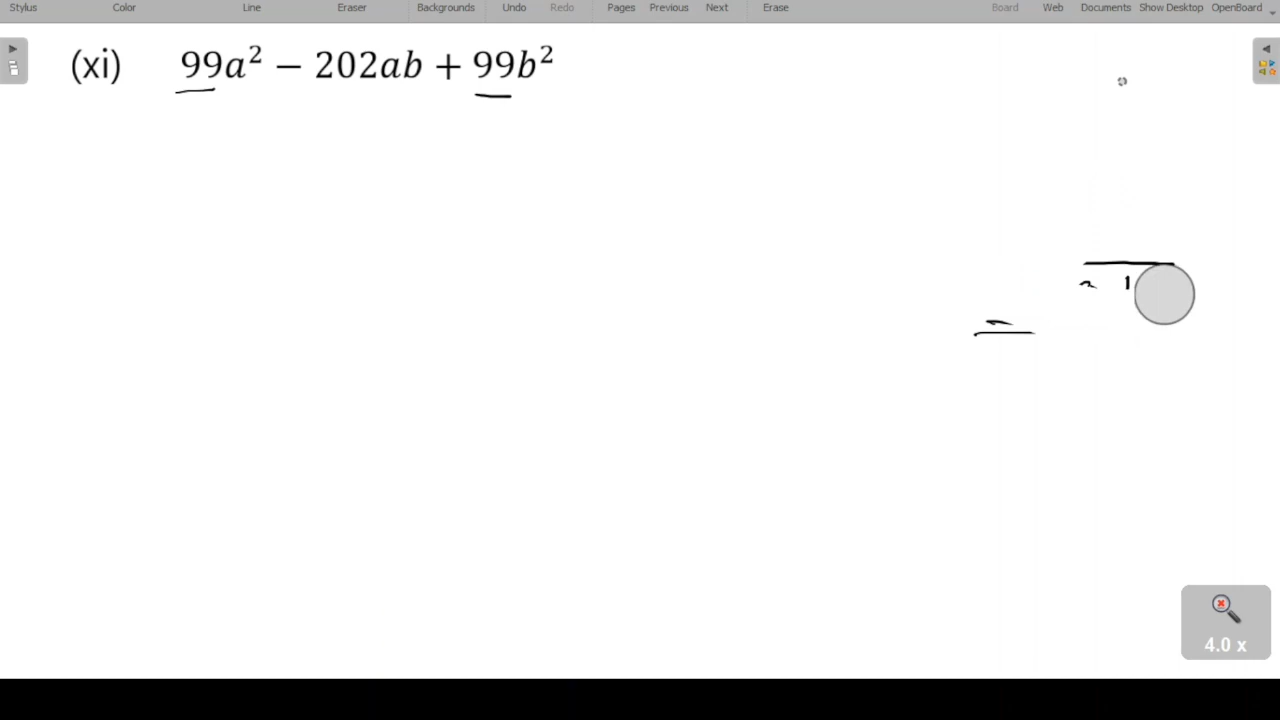 Stylus Color Line Eraser Backgrounds Undo Redo Pages Previous Next Erase Board Web Documents Show Desktop OpenBoard
(xi) 99a² − 202ab + 99b²
1
4.0 x